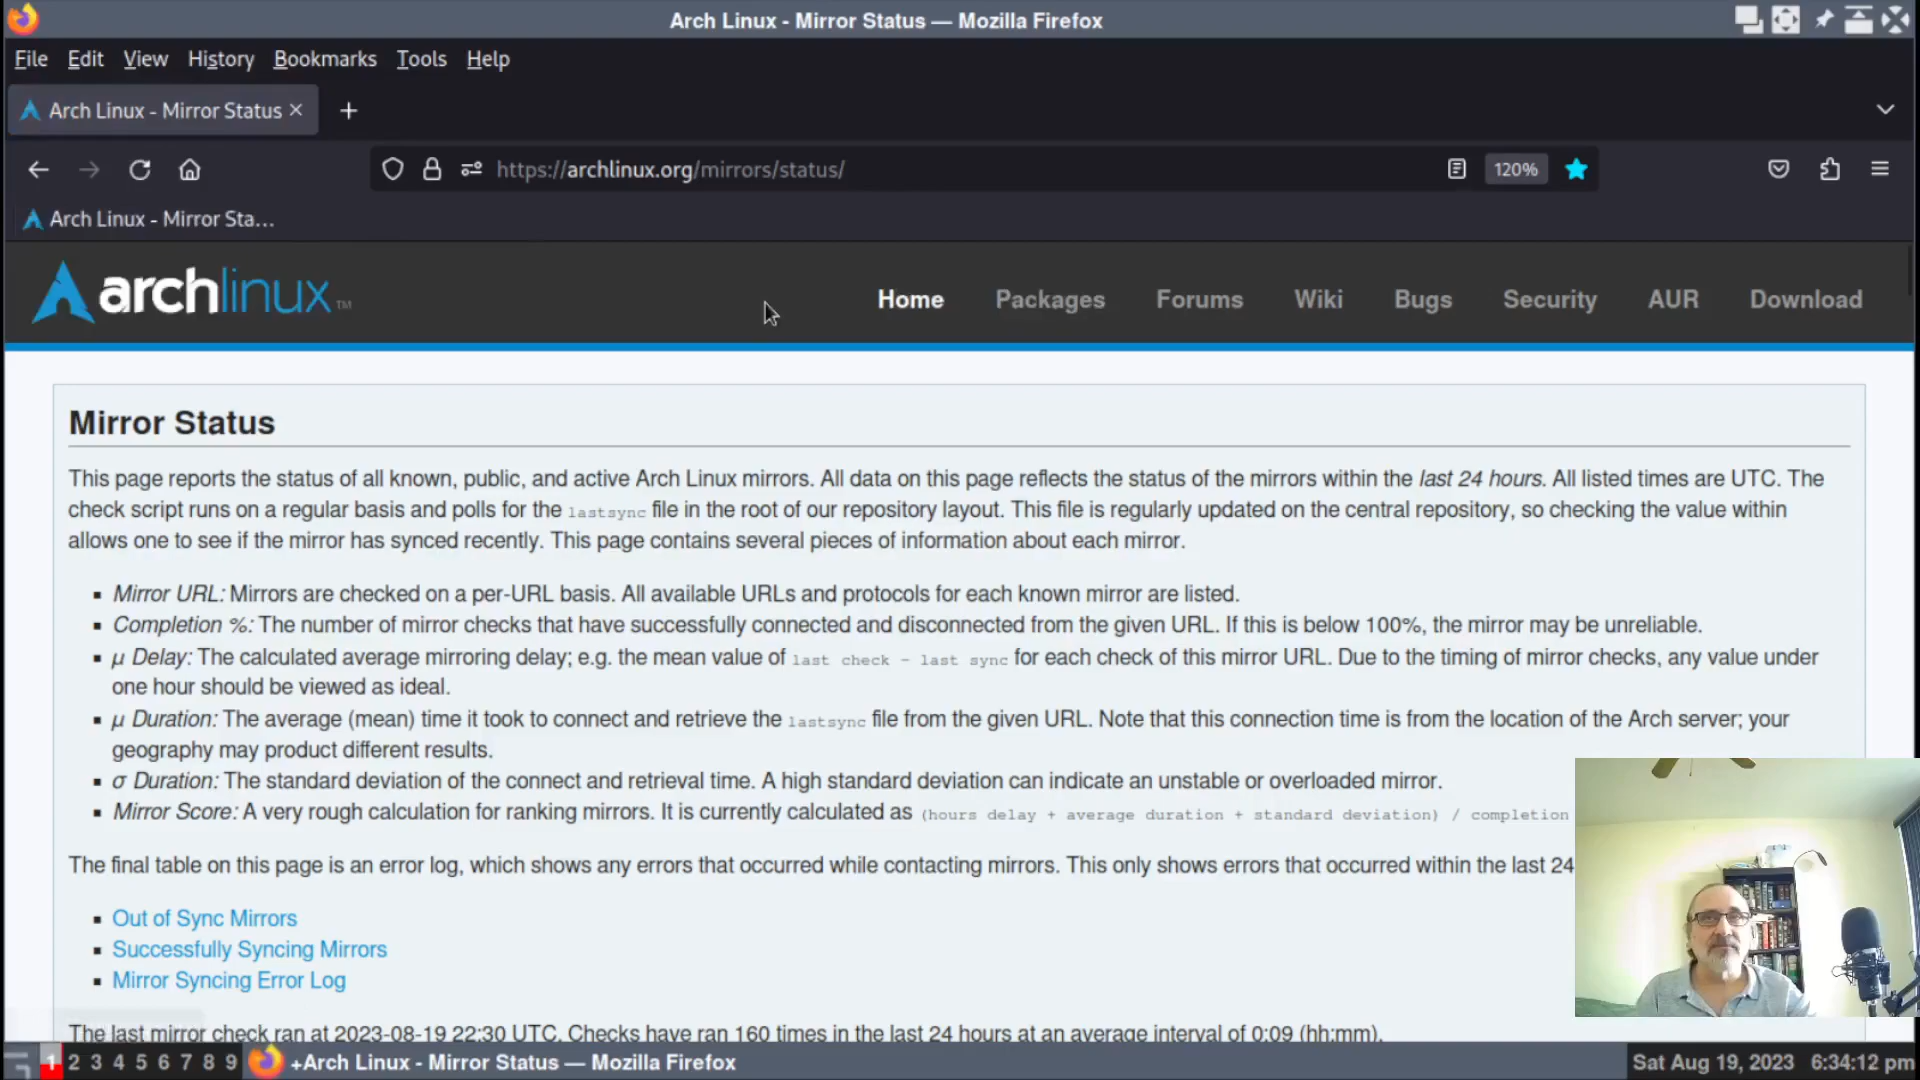 Arch Linux - Mirror Status — Mozilla Firefox
File Edit View History Bookmarks Tools Help
Arch Linux - Mirror Status
https://archlinux.org/mirrors/status/ 120%
Arch Linux - Mirror Sta...
archlinux TM
Home Packages Forums Wiki Bugs Security AUR Download
Mirror Status
This page reports the status of all known, public, and active Arch Linux mirrors. All data on this page reflects the status of the mirrors within the last 24 hours. All listed times are UTC. The
check script runs on a regular basis and polls for the lastsync file in the root of our repository layout. This file is regularly updated on the central repository, so checking the value within
allows one to see if the mirror has synced recently. This page contains several pieces of information about each mirror.
▪ Mirror URL: Mirrors are checked on a per-URL basis. All available URLs and protocols for each known mirror are listed.
▪ Completion %: The number of mirror checks that have successfully connected and disconnected from the given URL. If this is below 100%, the mirror may be unreliable.
▪ μ Delay: The calculated average mirroring delay; e.g. the mean value of last check - last sync for each check of this mirror URL. Due to the timing of mirror checks, any value under
one hour should be viewed as ideal.
▪ μ Duration: The average (mean) time it took to connect and retrieve the lastsync file from the given URL. Note that this connection time is from the location of the Arch server; your
geography may product different results.
▪ σ Duration: The standard deviation of the connect and retrieval time. A high standard deviation can indicate an unstable or overloaded mirror.
▪ Mirror Score: A very rough calculation for ranking mirrors. It is currently calculated as (hours delay + average duration + standard deviation) / completion
The final table on this page is an error log, which shows any errors that occurred while contacting mirrors. This only shows errors that occurred within the last 24
▪ Out of Sync Mirrors
▪ Successfully Syncing Mirrors
▪ Mirror Syncing Error Log
The last mirror check ran at 2023-08-19 22:30 UTC. Checks have ran 160 times in the last 24 hours at an average interval of 0:09 (hh:mm).
1 2 3 4 5 6 7 8 9 +Arch Linux - Mirror Status — Mozilla Firefox Sat Aug 19, 2023 6:34:12 pm